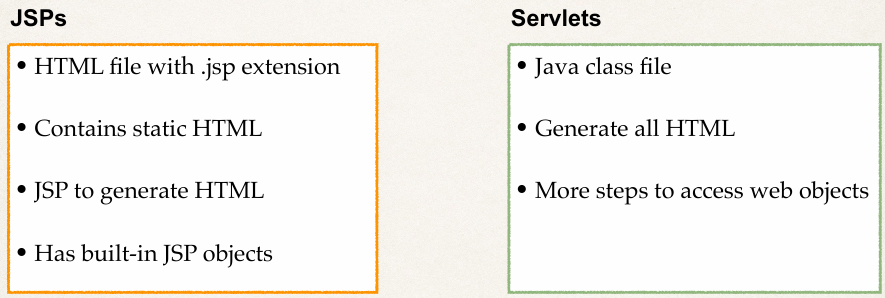 JSPs
• HTML file with .jsp extension
• Contains static HTML
• JSP to generate HTML
• Has built-in JSP objects
Servlets
• Java class file
• Generate all HTML
• More steps to access web objects